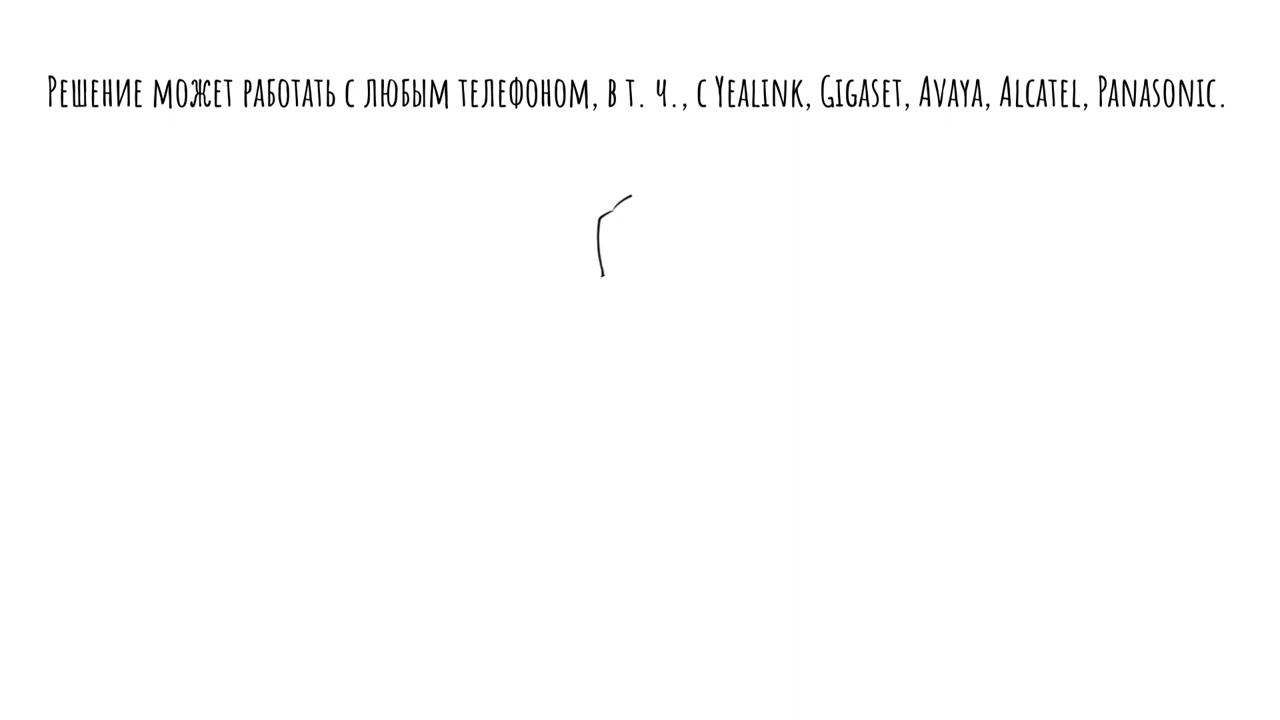 Решение может работать с любым телефоном, в т. ч., с Yealink, Gigaset, Avaya, Alcatel, Panasonic.